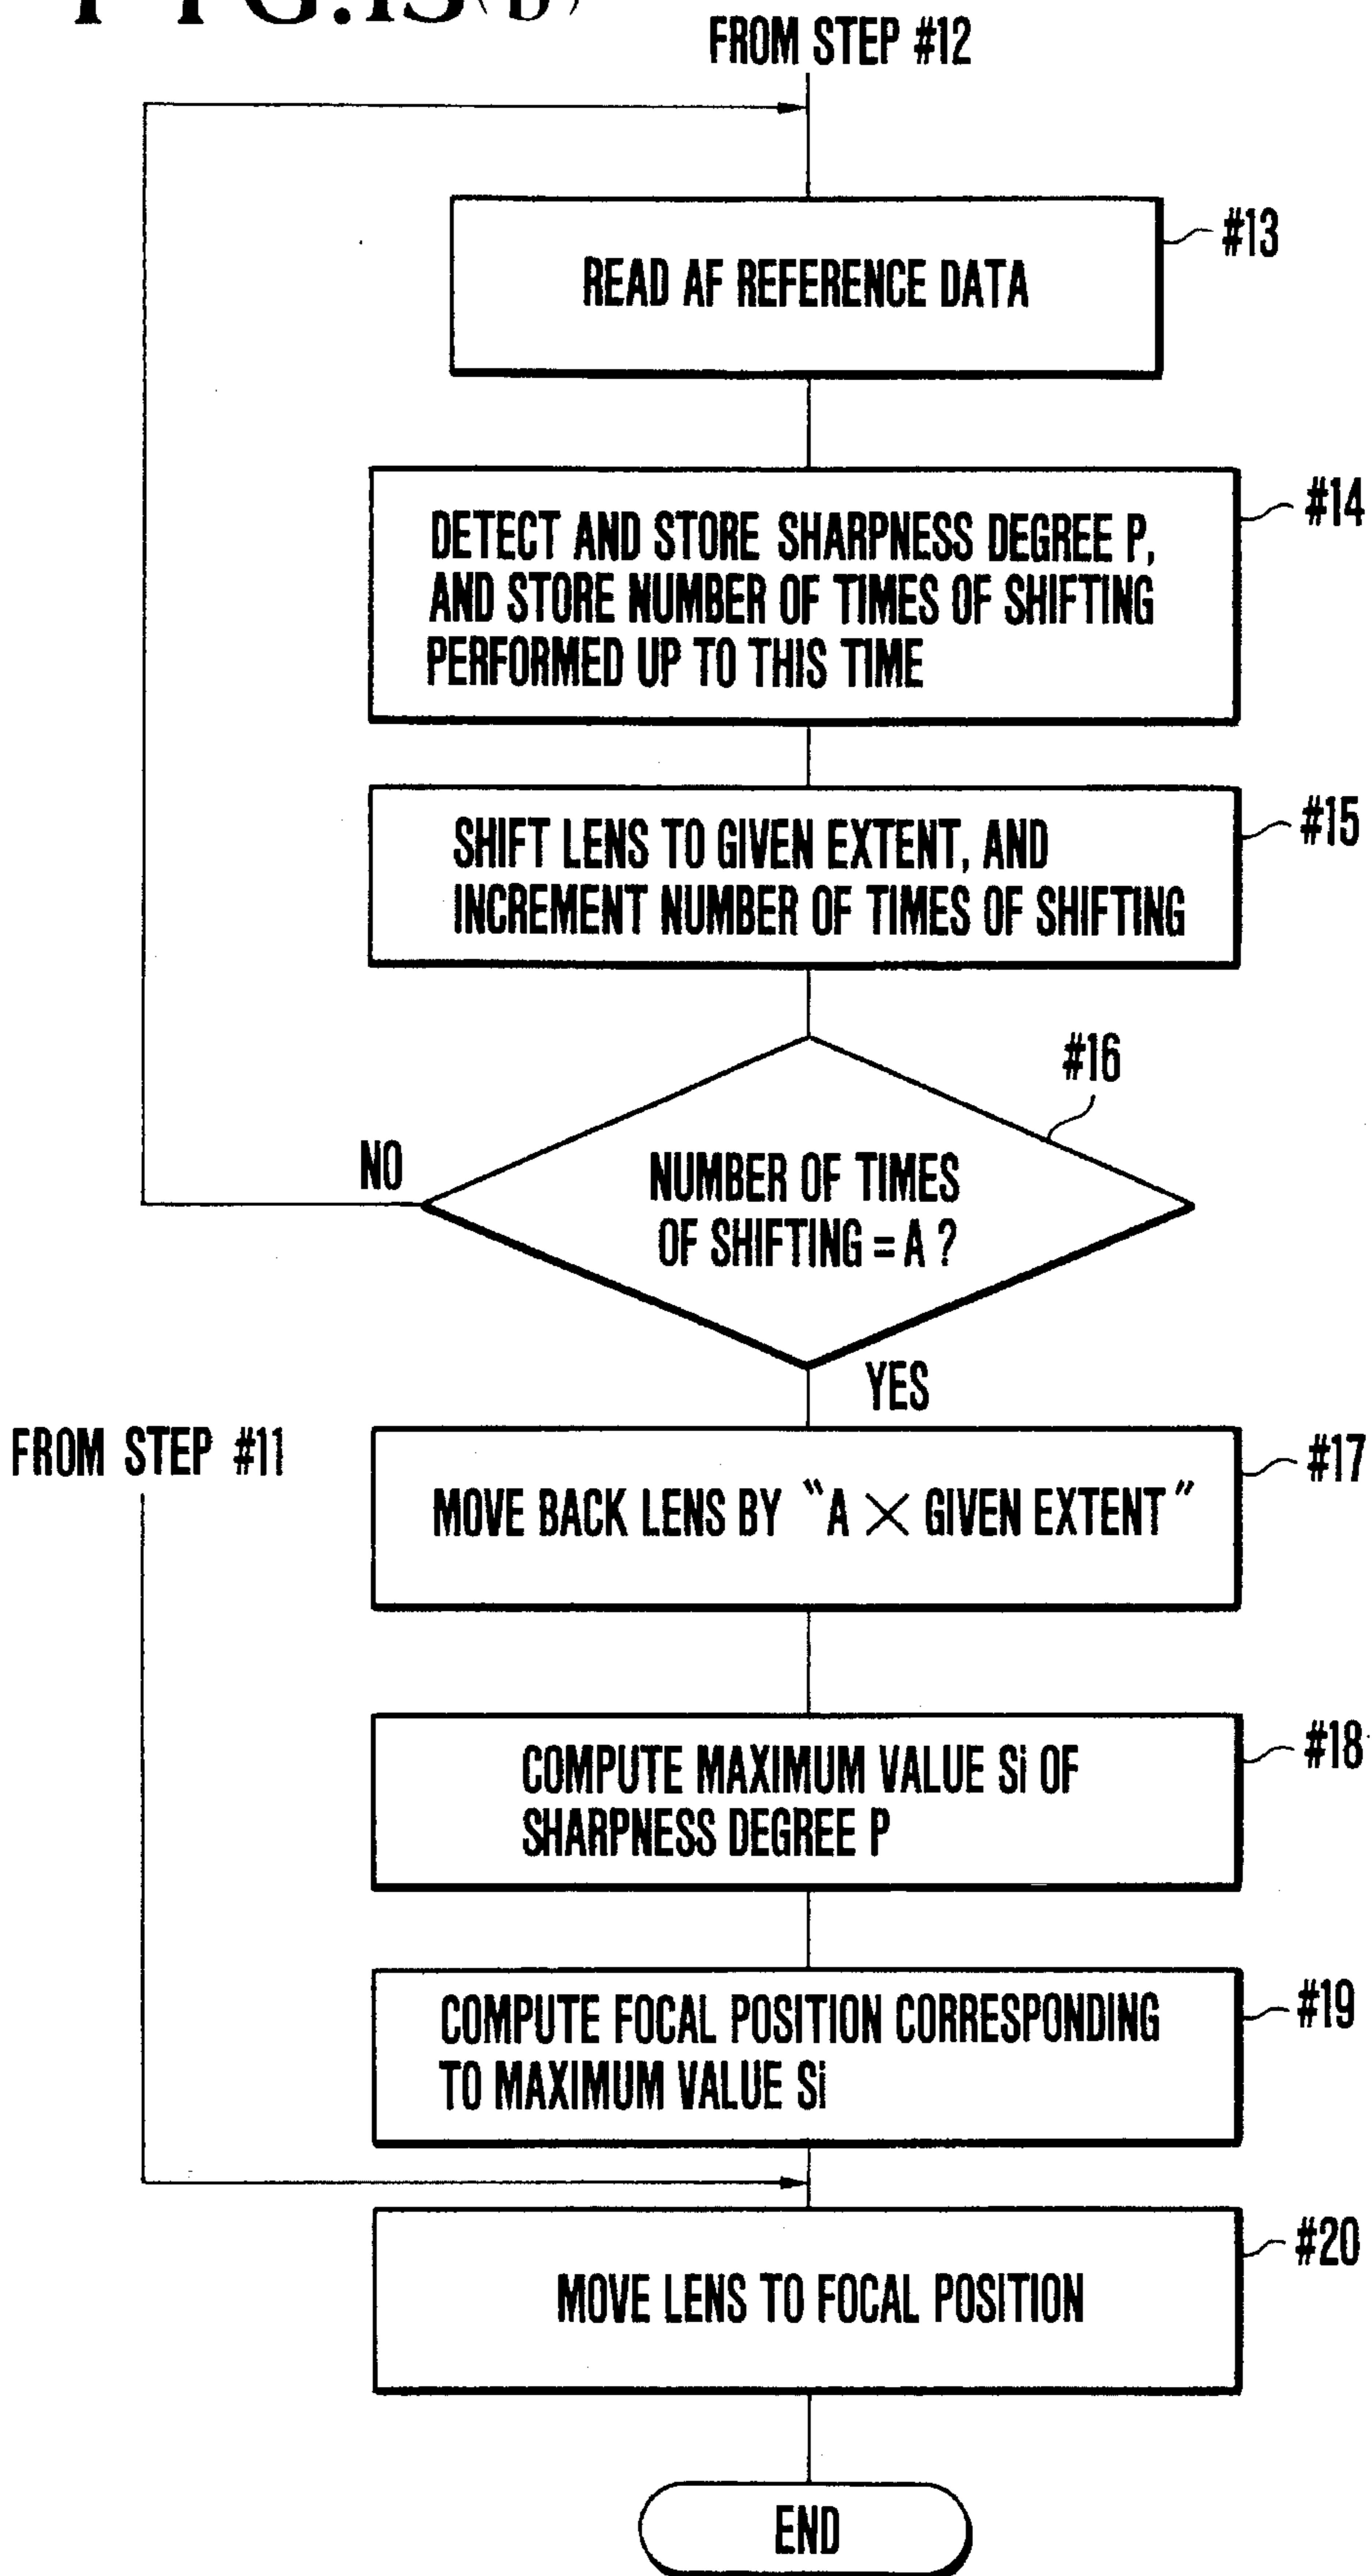 FROM STEP #12
#13
READ AF REFERENCE DATA
#14
DETECT AND STORE SHARPNESS DEGREE P,
AND STORE NUMBER OF TIMES OF SHIFTING
PERFORMED UP TO THIS TIME
#15
SHIFT LENS TO GIVEN EXTENT, AND
INCREMENT NUMBER OF TIMES OF SHIFTING
#16
NO
NUMBER OF TIMES
OF SHIFTING = A ?
YES
FROM STEP #11
#17
MOVE BACK LENS BY "A × GIVEN EXTENT"
#18
COMPUTE MAXIMUM VALUE Si OF
SHARPNESS DEGREE P
#19
COMPUTE FOCAL POSITION CORRESPONDING
TO MAXIMUM VALUE Si
#20
MOVE LENS TO FOCAL POSITION
END